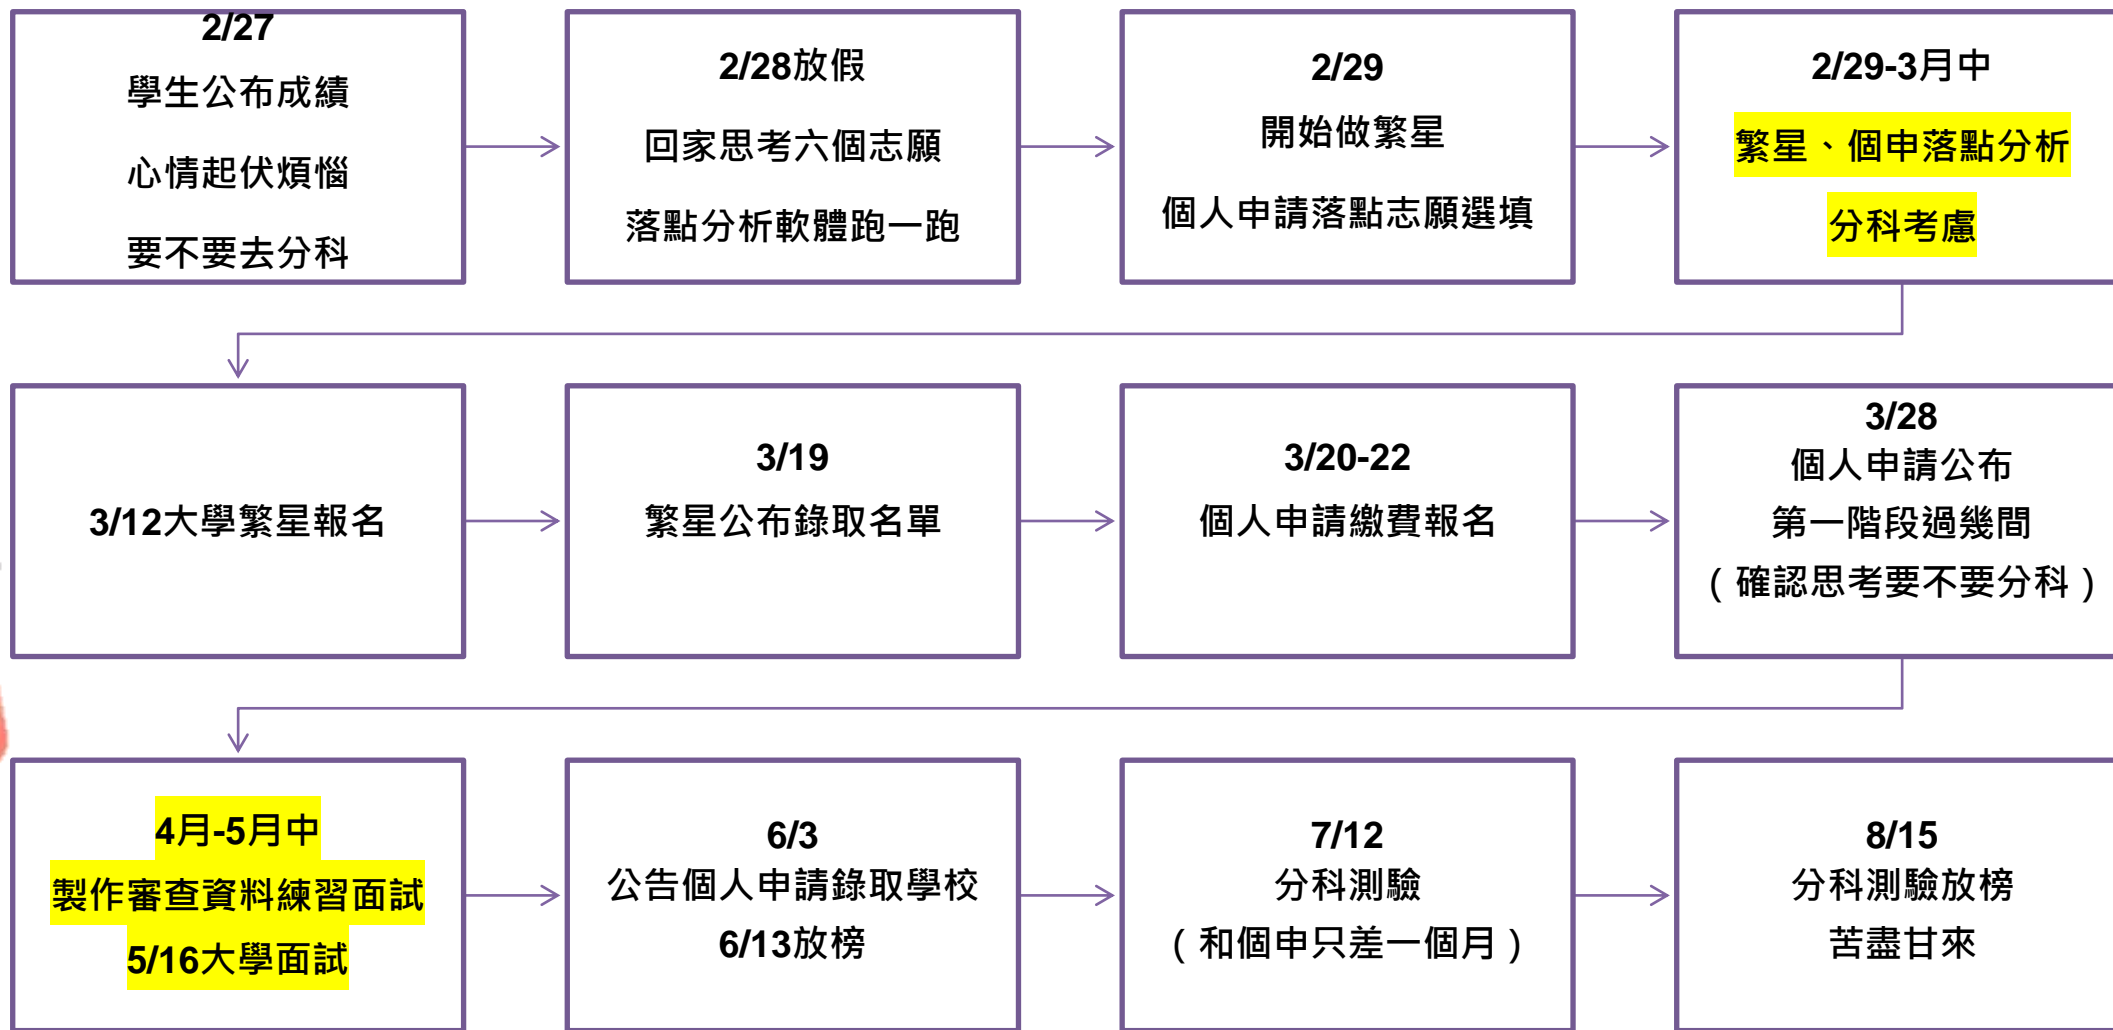 2/27
學生公布成績
心情起伏煩惱
要不要去分科
2/28放假
回家思考六個志願
落點分析軟體跑一跑
2/29
開始做繁星
個人申請落點志願選填
2/29-3月中
繁星、個申落點分析
分科考慮
3/12大學繁星報名
3/19
繁星公布錄取名單
3/20-22
個人申請繳費報名
3/28
個人申請公布
第一階段過幾間
（確認思考要不要分科）
4月-5月中
製作審查資料練習面試
5/16大學面試
6/3
公告個人申請錄取學校
6/13放榜
7/12
分科測驗
（和個申只差一個月）
8/15
分科測驗放榜
苦盡甘來